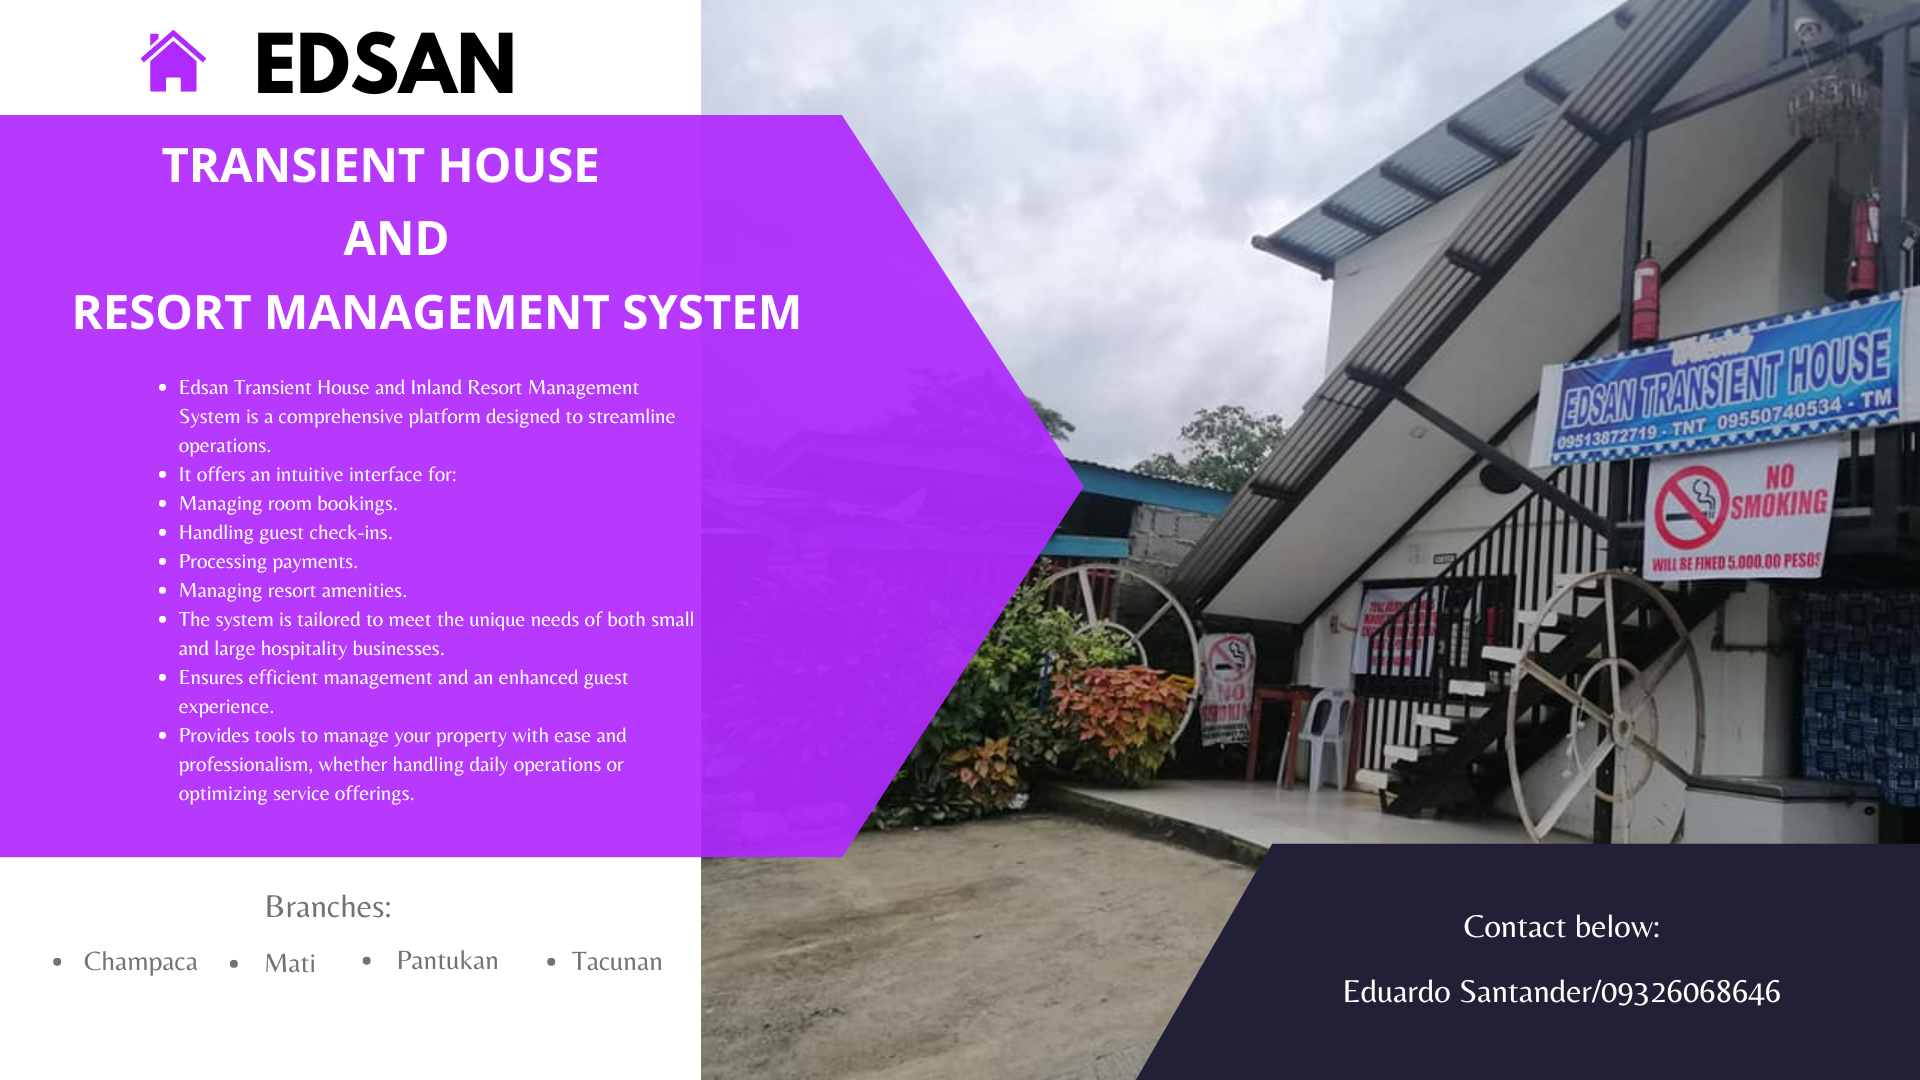 EDSAN
TRANSIENT HOUSE
AND
RESORT MANAGEMENT SYSTEM
• Edsan Transient House and Inland Resort Management
System is a comprehensive platform designed to streamline
operations.
• It offers an intuitive interface for:
• Managing room bookings.
• Handling guest check-ins.
• Processing payments.
• Managing resort amenities.
• The system is tailored to meet the unique needs of both small
and large hospitality businesses.
• Ensures efficient management and an enhanced guest
experience.
• Provides tools to manage your property with ease and
professionalism, whether handling daily operations or
optimizing service offerings.
Branches:
• Champaca • Mati • Pantukan • Tacunan
Welcome
EDSAN TRANSIENT HOUSE
09513872719 - TNT 09550740534 - TM
NO
SMOKING
WILL BE FINED 5,000.00 PESOS
NO
SMOKING
Contact below:
Eduardo Santander/09326068646